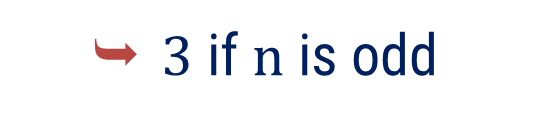 3 if n is odd